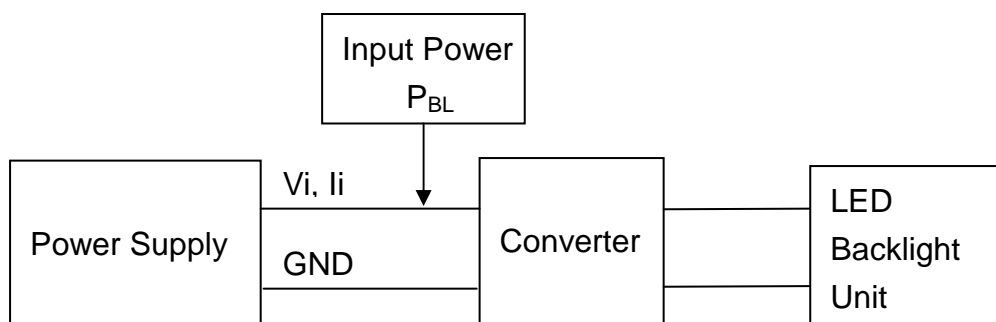 Input Power
PBL
Vi, Ii
Power Supply
GND
Converter
LED
Backlight
Unit